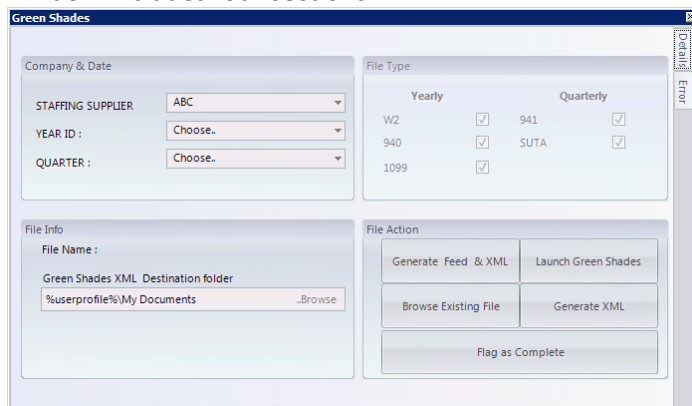 Green Shades
Company & Date
STAFFING SUPPLIER ABC
YEAR ID : Choose..
QUARTER : Choose..
File Type
Yearly Quarterly
W2 941
940 SUTA
1099
File Info
File Name :
Green Shades XML Destination folder
%userprofile%\My Documents ..Browse
File Action
Generate Feed & XML Launch Green Shades
Browse Existing File Generate XML
Flag as Complete
Details
Error